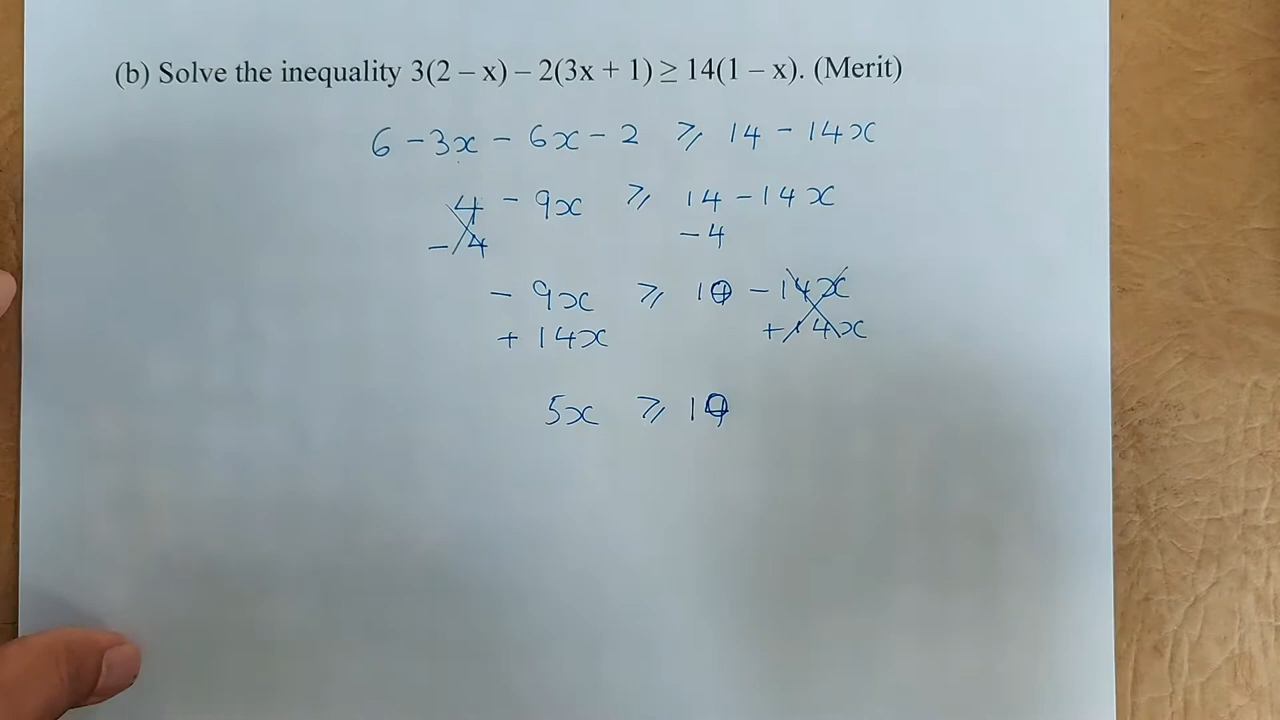 (b) Solve the inequality 3(2 – x) – 2(3x + 1) ≥ 14(1 – x). (Merit)
6 - 3x - 6x - 2 ≥ 14 - 14x
4 - 9x ≥ 14 - 14x
- 4 - 4
- 9x ≥ 10 - 14x
+ 14x + 14x
5x ≥ 10